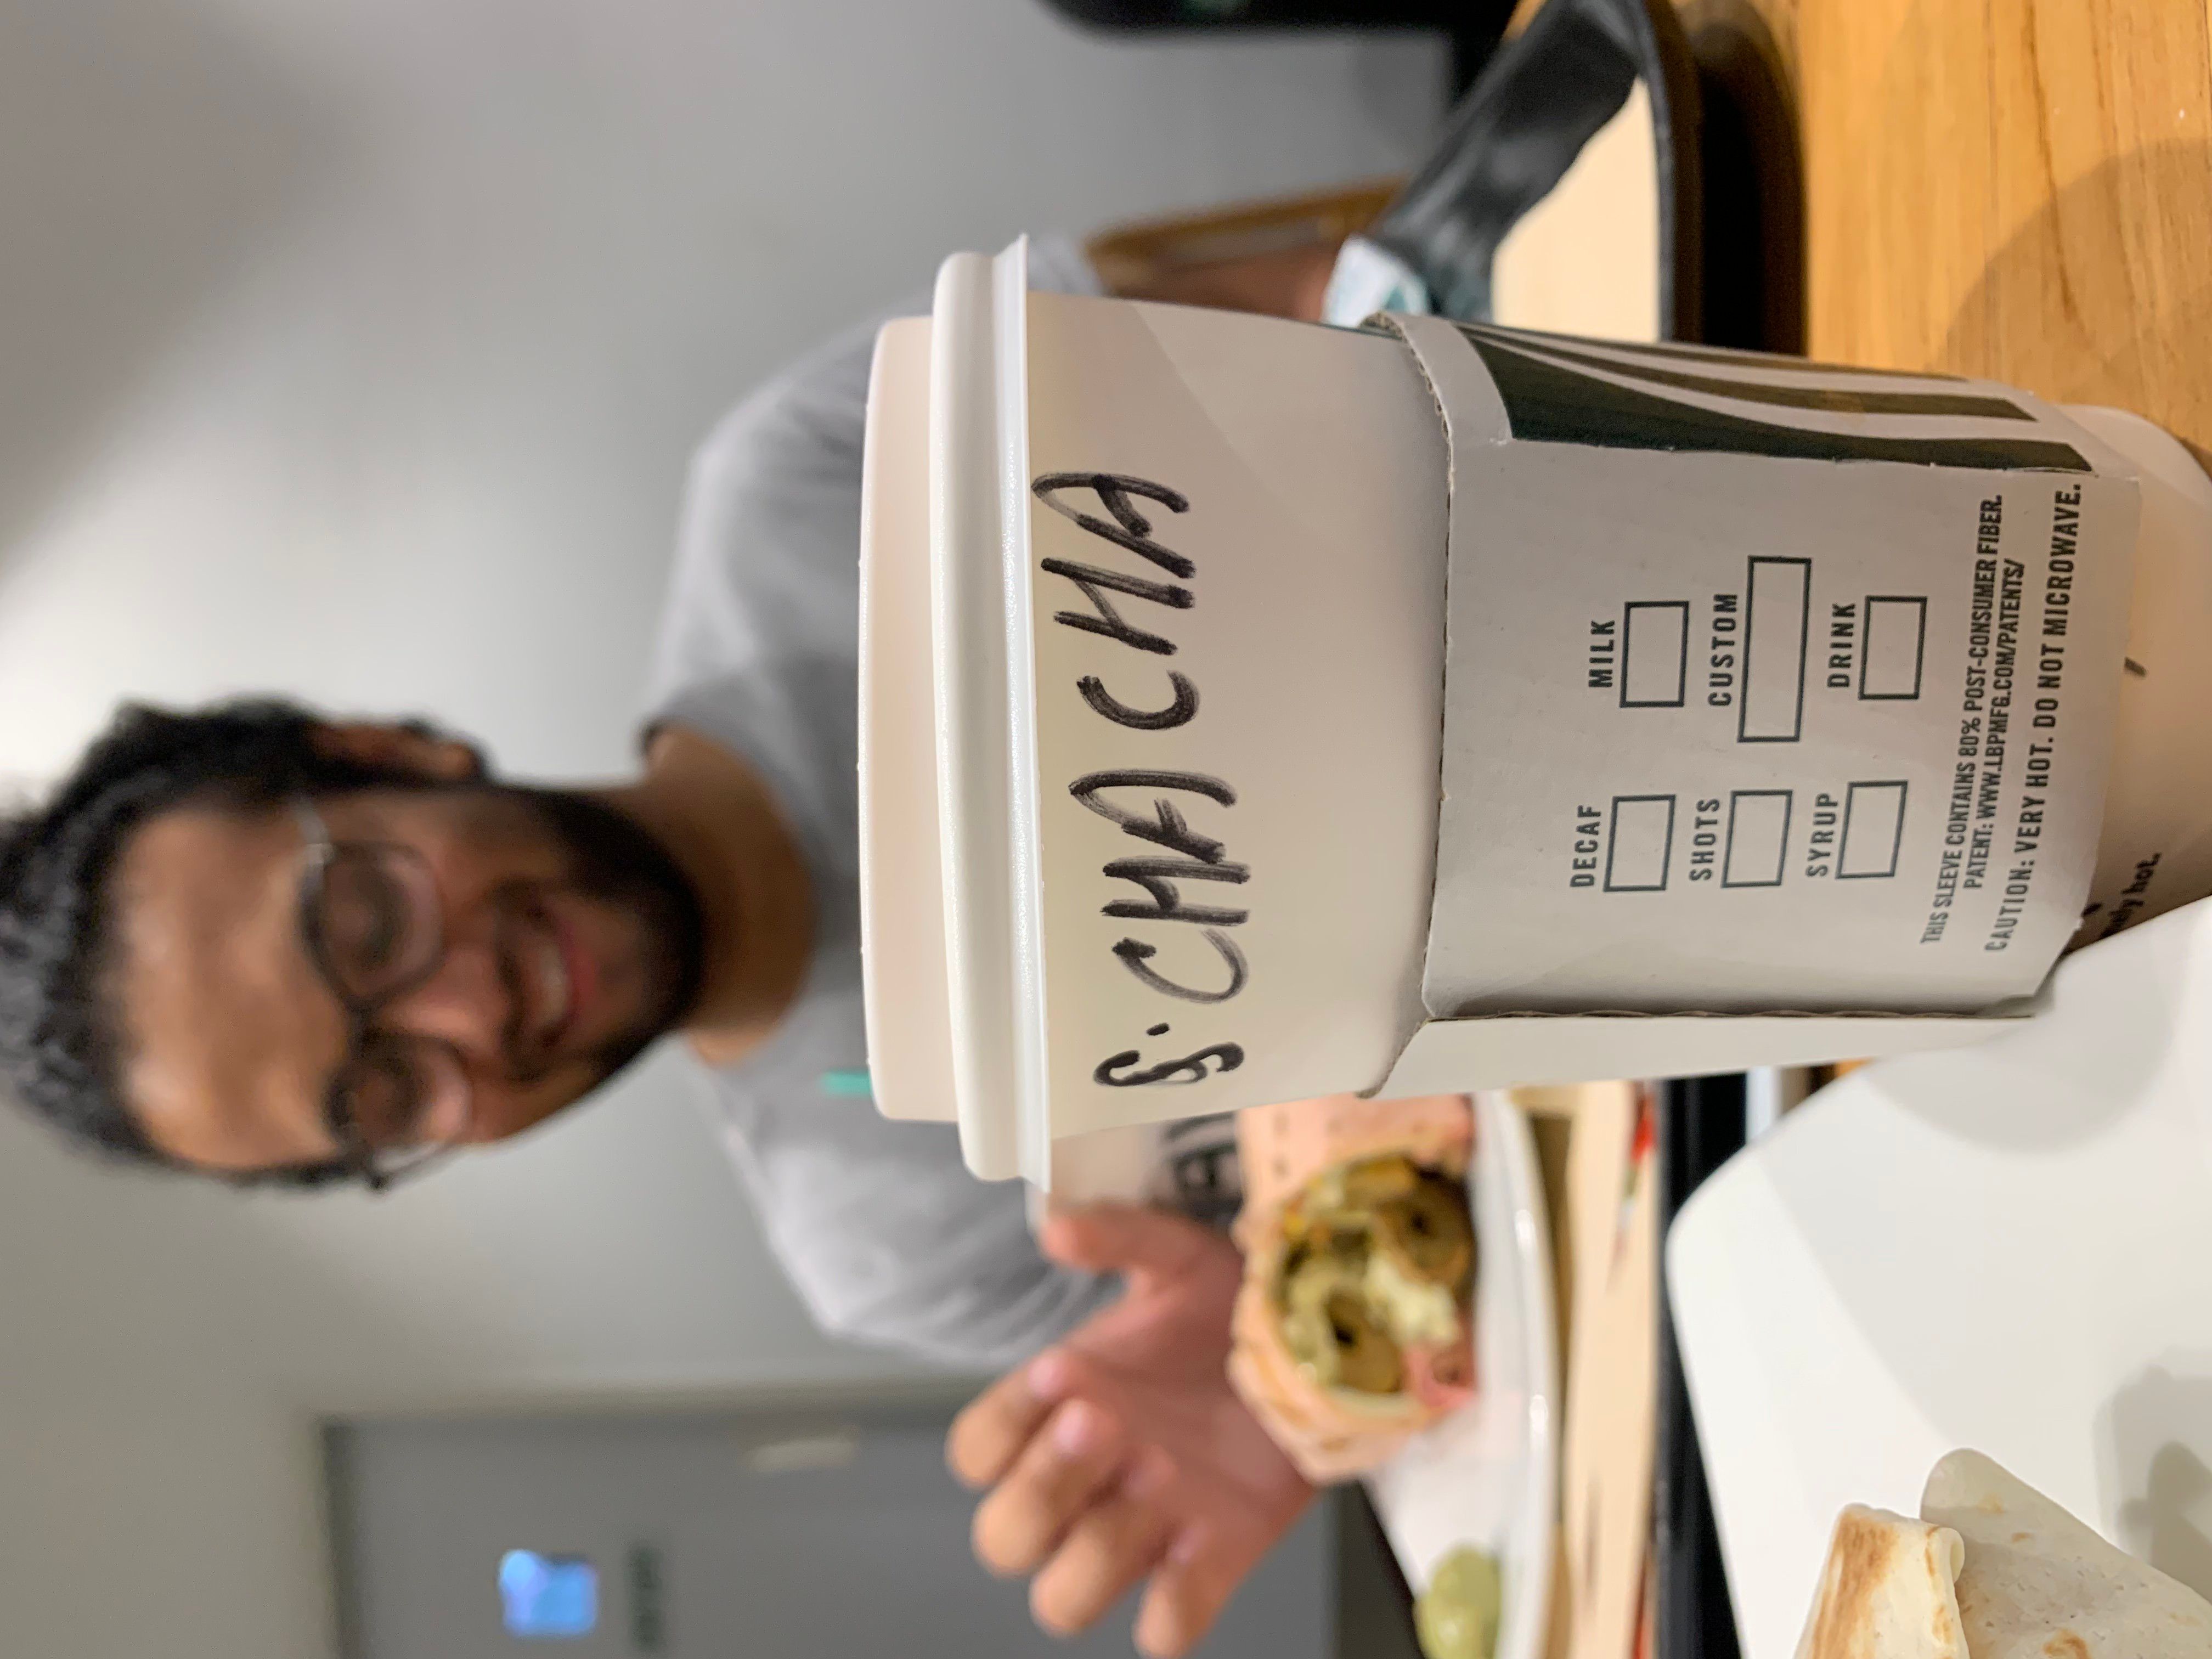 G. CHA CHA
DECAF MILK
SHOTS CUSTOM
SYRUP DRINK
THIS SLEEVE CONTAINS 80% POST-CONSUMER FIBER.
PATENT: WWW.LBPMFG.COM/PATENTS/
CAUTION: VERY HOT. DO NOT MICROWAVE.
hot.